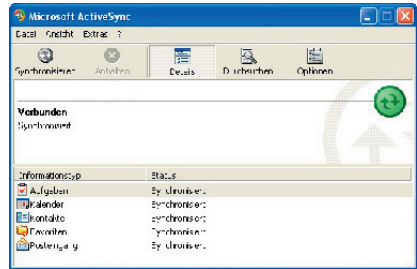 Microsoft ActiveSync
Datei Ansicht Extras ?
Synchronisieren Anhalten Details Durchsuchen Optionen
Verbunden
Synchronisiert
Informationstyp Status
Aufgaben Synchronisiert
Kalender Synchronisiert
Kontakte Synchronisiert
Favoriten Synchronisiert
Posteingang Synchronisiert